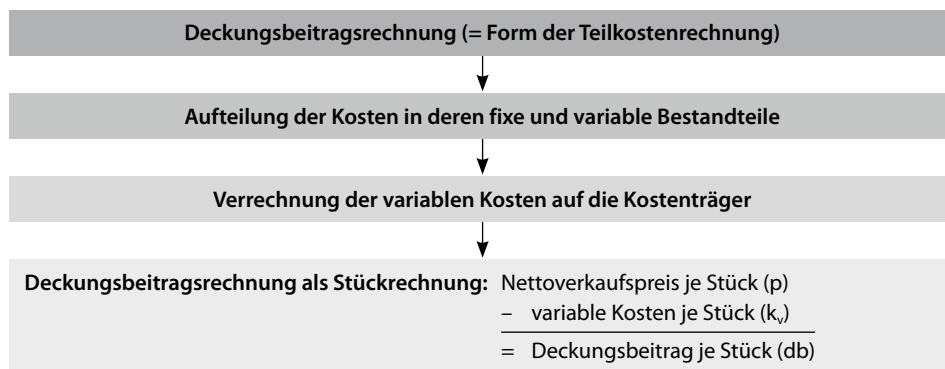 Deckungsbeitragsrechnung (= Form der Teilkostenrechnung)
Aufteilung der Kosten in deren fixe und variable Bestandteile
Verrechnung der variablen Kosten auf die Kostenträger
Deckungsbeitragsrechnung als Stückrechnung: Nettoverkaufspreis je Stück (p)
– variable Kosten je Stück (kᵥ)
= Deckungsbeitrag je Stück (db)